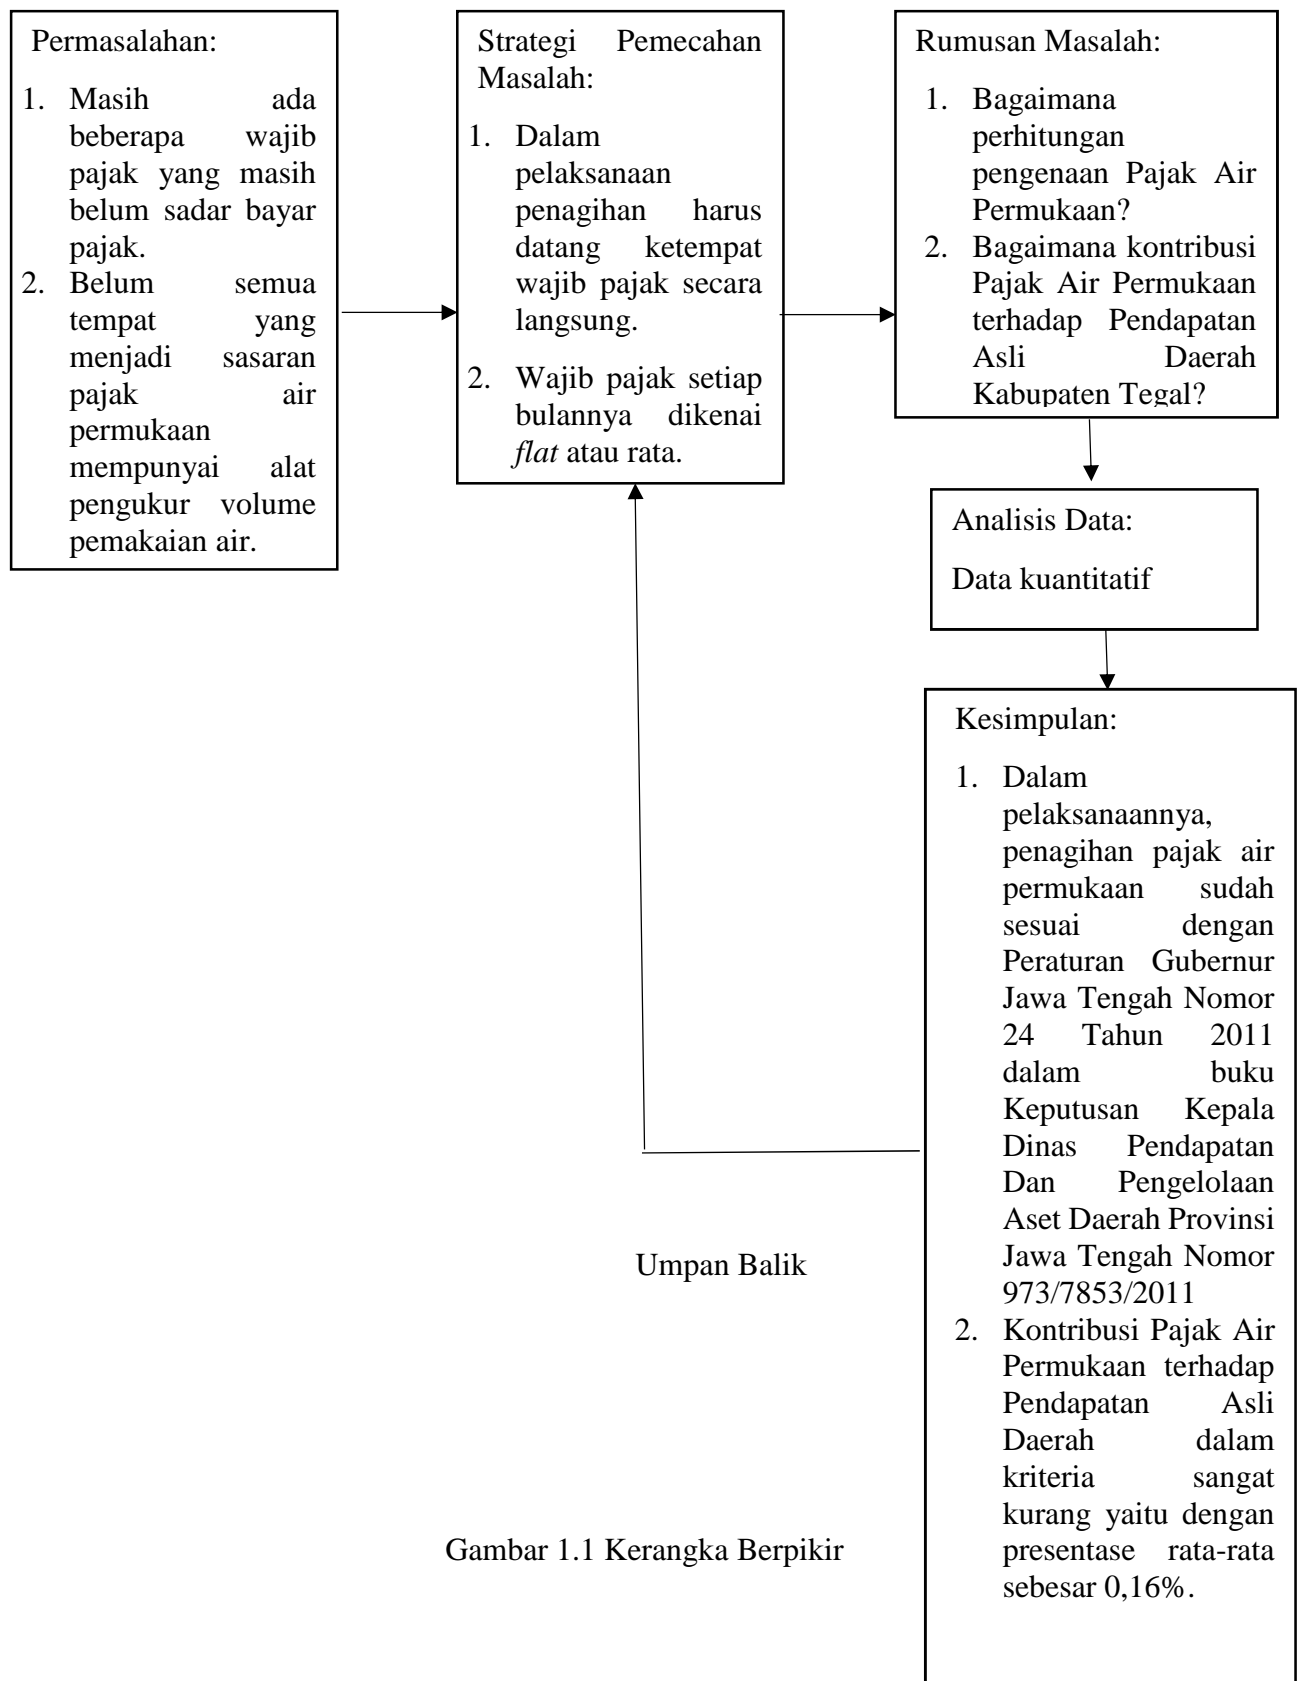 Permasalahan:
1. Masih ada
beberapa wajib
pajak yang masih
belum sadar bayar
pajak.
2. Belum semua
tempat yang
menjadi sasaran
pajak air
permukaan
mempunyai alat
pengukur volume
pemakaian air.
Strategi Pemecahan
Masalah:
1. Dalam
pelaksanaan
penagihan harus
datang ketempat
wajib pajak secara
langsung.
2. Wajib pajak setiap
bulannya dikenai
flat atau rata.
Rumusan Masalah:
1. Bagaimana
perhitungan
pengenaan Pajak Air
Permukaan?
2. Bagaimana kontribusi
Pajak Air Permukaan
terhadap Pendapatan
Asli Daerah
Kabupaten Tegal?
Analisis Data:
Data kuantitatif
Kesimpulan:
1. Dalam
pelaksanaannya,
penagihan pajak air
permukaan sudah
sesuai dengan
Peraturan Gubernur
Jawa Tengah Nomor
24 Tahun 2011
dalam buku
Keputusan Kepala
Dinas Pendapatan
Dan Pengelolaan
Aset Daerah Provinsi
Jawa Tengah Nomor
973/7853/2011
2. Kontribusi Pajak Air
Permukaan terhadap
Pendapatan Asli
Daerah dalam
kriteria sangat
kurang yaitu dengan
presentase rata-rata
sebesar 0,16%.
Umpan Balik
Gambar 1.1 Kerangka Berpikir